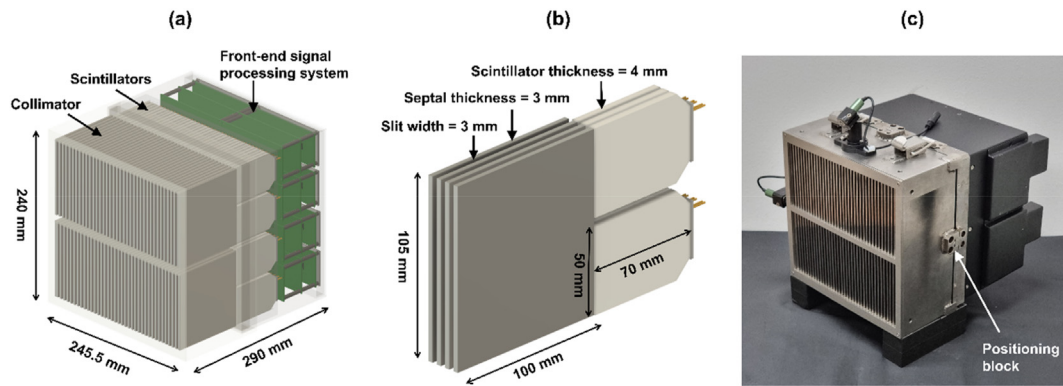 (a)
Front-end signal
processing system
Scintillators
Collimator
240 mm
245.5 mm
290 mm
(b)
Scintillator thickness = 4 mm
Septal thickness = 3 mm
Slit width = 3 mm
105 mm
50 mm
70 mm
100 mm
(c)
Positioning
block